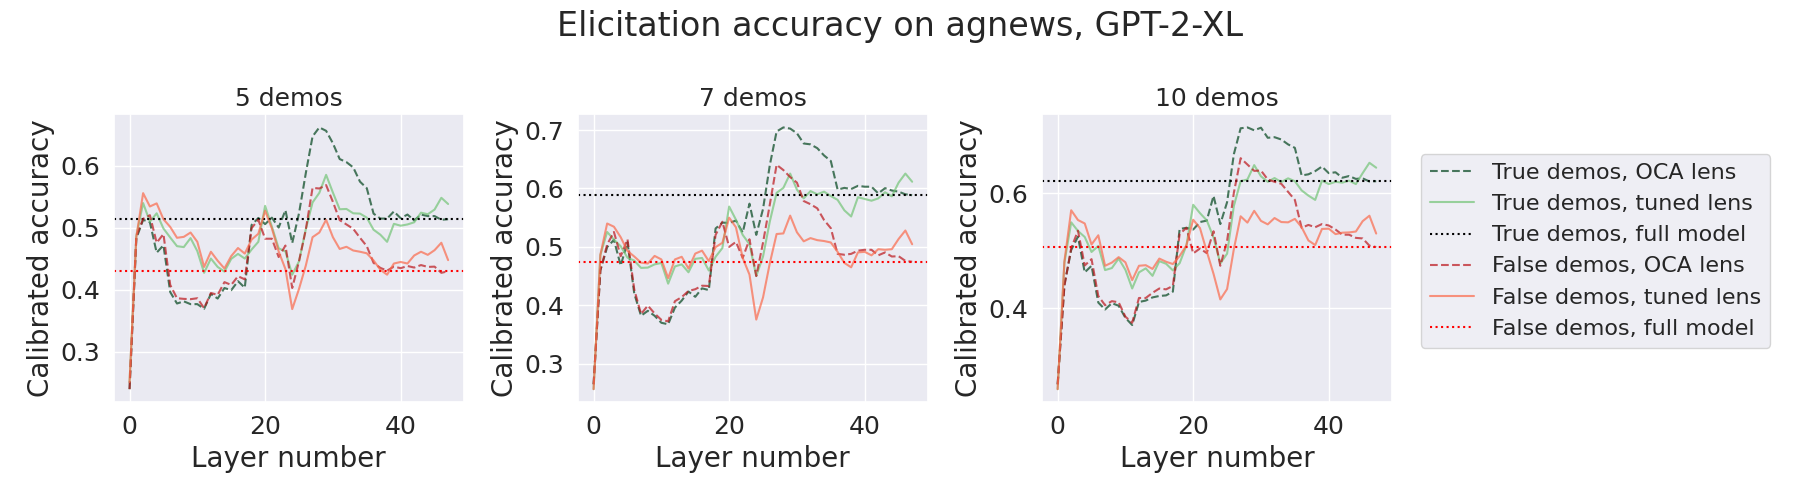 Elicitation accuracy on agnews, GPT-2-XL
5 demos
Calibrated accuracy
0.6
0.5
0.4
0.3
0
20
40
Layer number
7 demos
Calibrated accuracy
0.7
0.6
0.5
0.4
0.3
0
20
40
Layer number
10 demos
Calibrated accuracy
0.6
0.4
0
20
40
Layer number
True demos, OCA lens
True demos, tuned lens
True demos, full model
False demos, OCA lens
False demos, tuned lens
False demos, full model